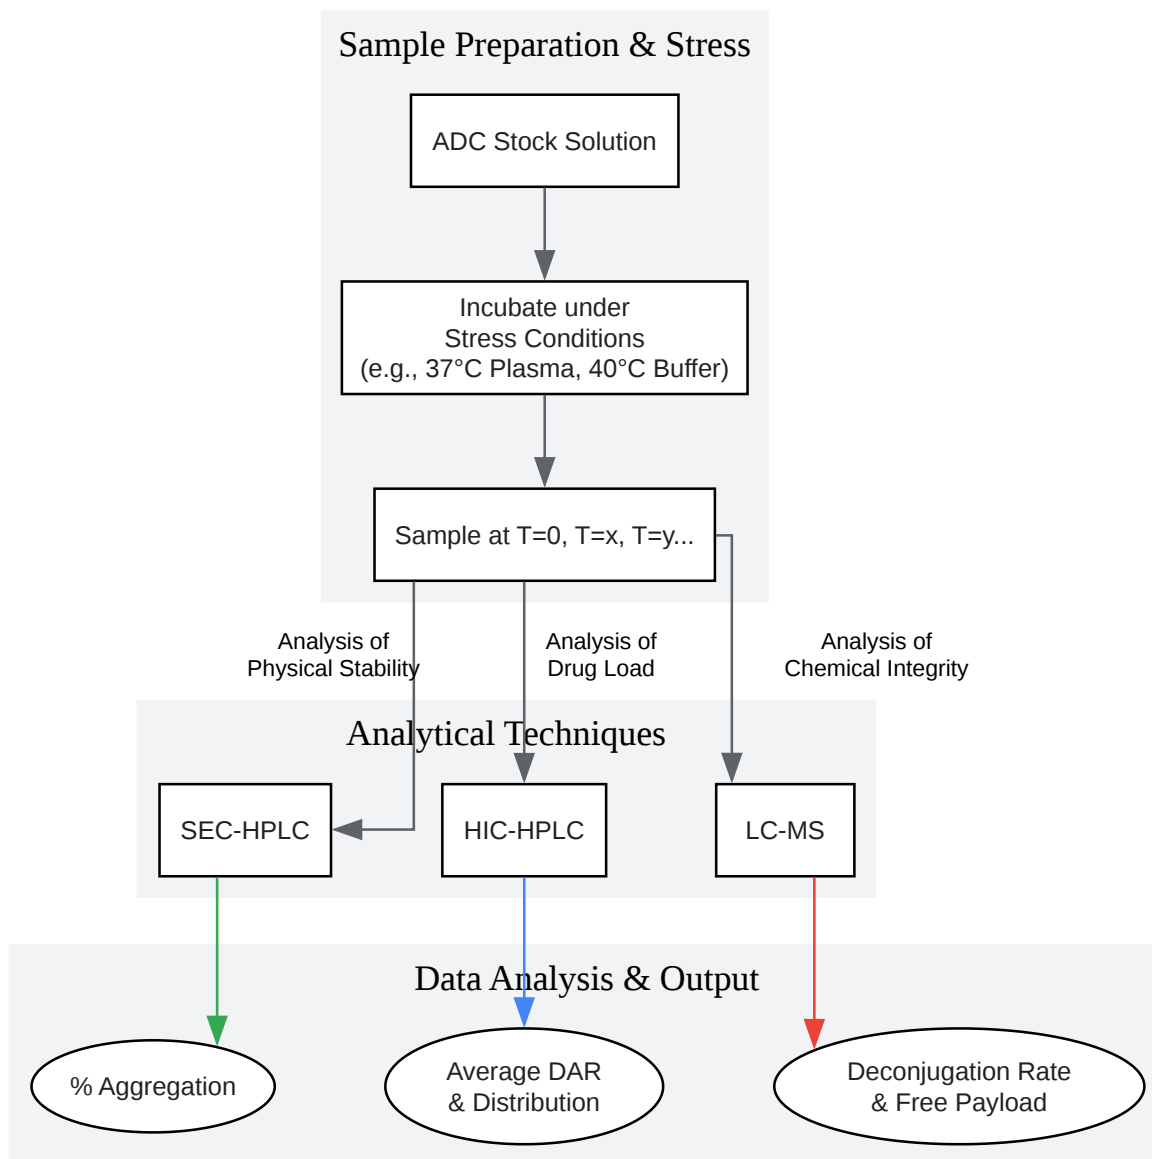 Sample Preparation & Stress
ADC Stock Solution
Incubate under
Stress Conditions
(e.g., 37°C Plasma, 40°C Buffer)
Sample at T=0, T=x, T=y...
Analysis of
Physical Stability
Analysis of
Drug Load
Analysis of
Chemical Integrity
Analytical Techniques
SEC-HPLC
HIC-HPLC
LC-MS
Data Analysis & Output
% Aggregation
Average DAR
& Distribution
Deconjugation Rate
& Free Payload